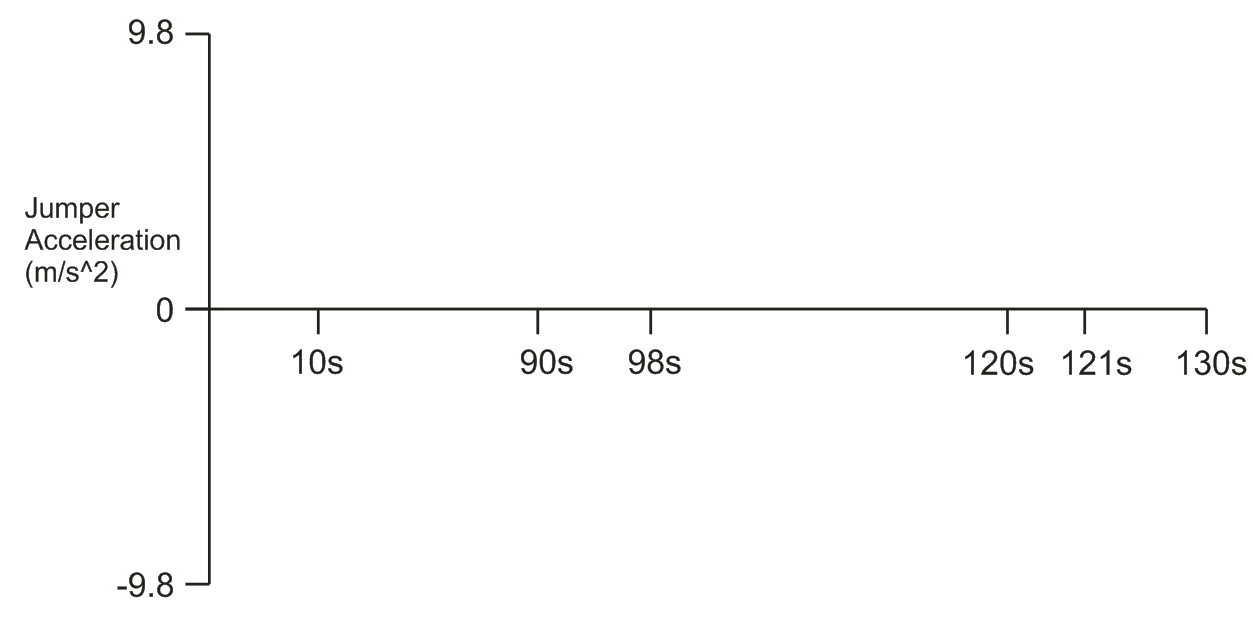 9.8
Jumper
Acceleration
(m/s^2)
0
10s
90s
98s
120s
121s
130s
-9.8